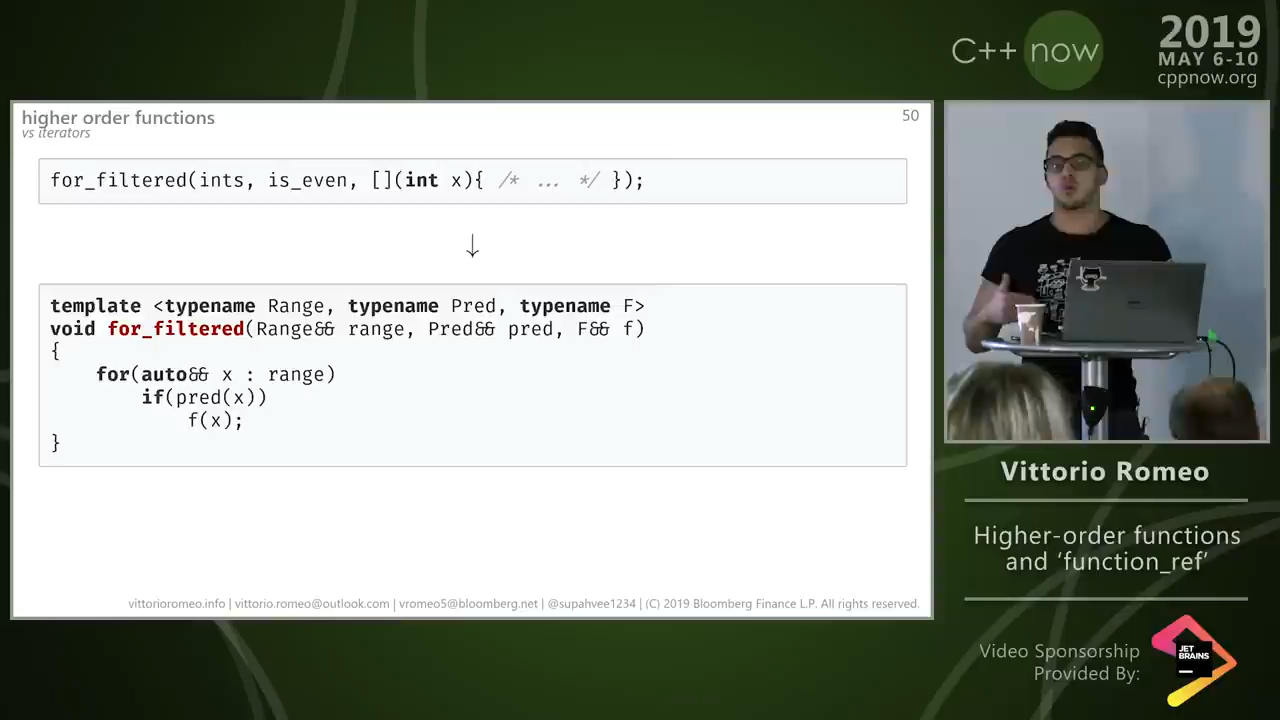 C++ now
2019
MAY 6-10
cppnow.org
higher order functions
vs iterators
50
for_filtered(ints, is_even, [](int x){ /* ... */ });
↓
template <typename Range, typename Pred, typename F>
void for_filtered(Range&& range, Pred&& pred, F&& f)
{
    for(auto&& x : range)
        if(pred(x))
            f(x);
}
vittorioromeo.info | vittorio.romeo@outlook.com | vromeo5@bloomberg.net | @supahvee1234 | (C) 2019 Bloomberg Finance L.P. All rights reserved.
Vittorio Romeo
Higher-order functions
and ‘function_ref’
Video Sponsorship
Provided By:
JET
BRAINS